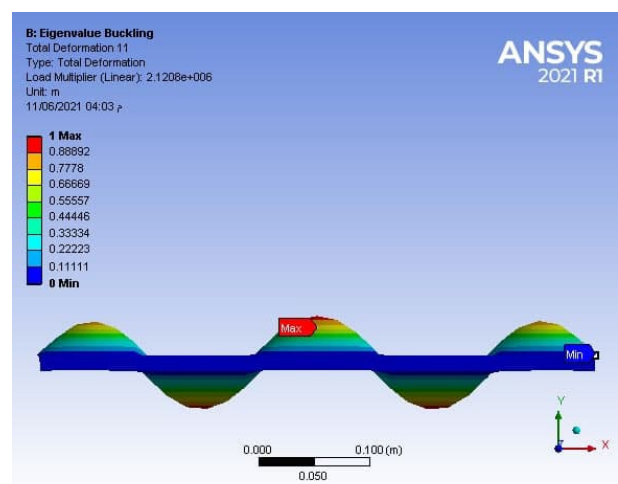 B: Eigenvalue Buckling
Total Deformation 11
Type: Total Deformation
Load Multiplier (Linear): 2.1208e+006
Unit: m
11/06/2021 04:03 م
ANSYS
2021 R1
1 Max
0.88892
0.7778
0.66669
0.55557
0.44446
0.33334
0.22223
0.11111
0 Min
Max
Min
0.000
0.100 (m)
0.050
Y
Z
X